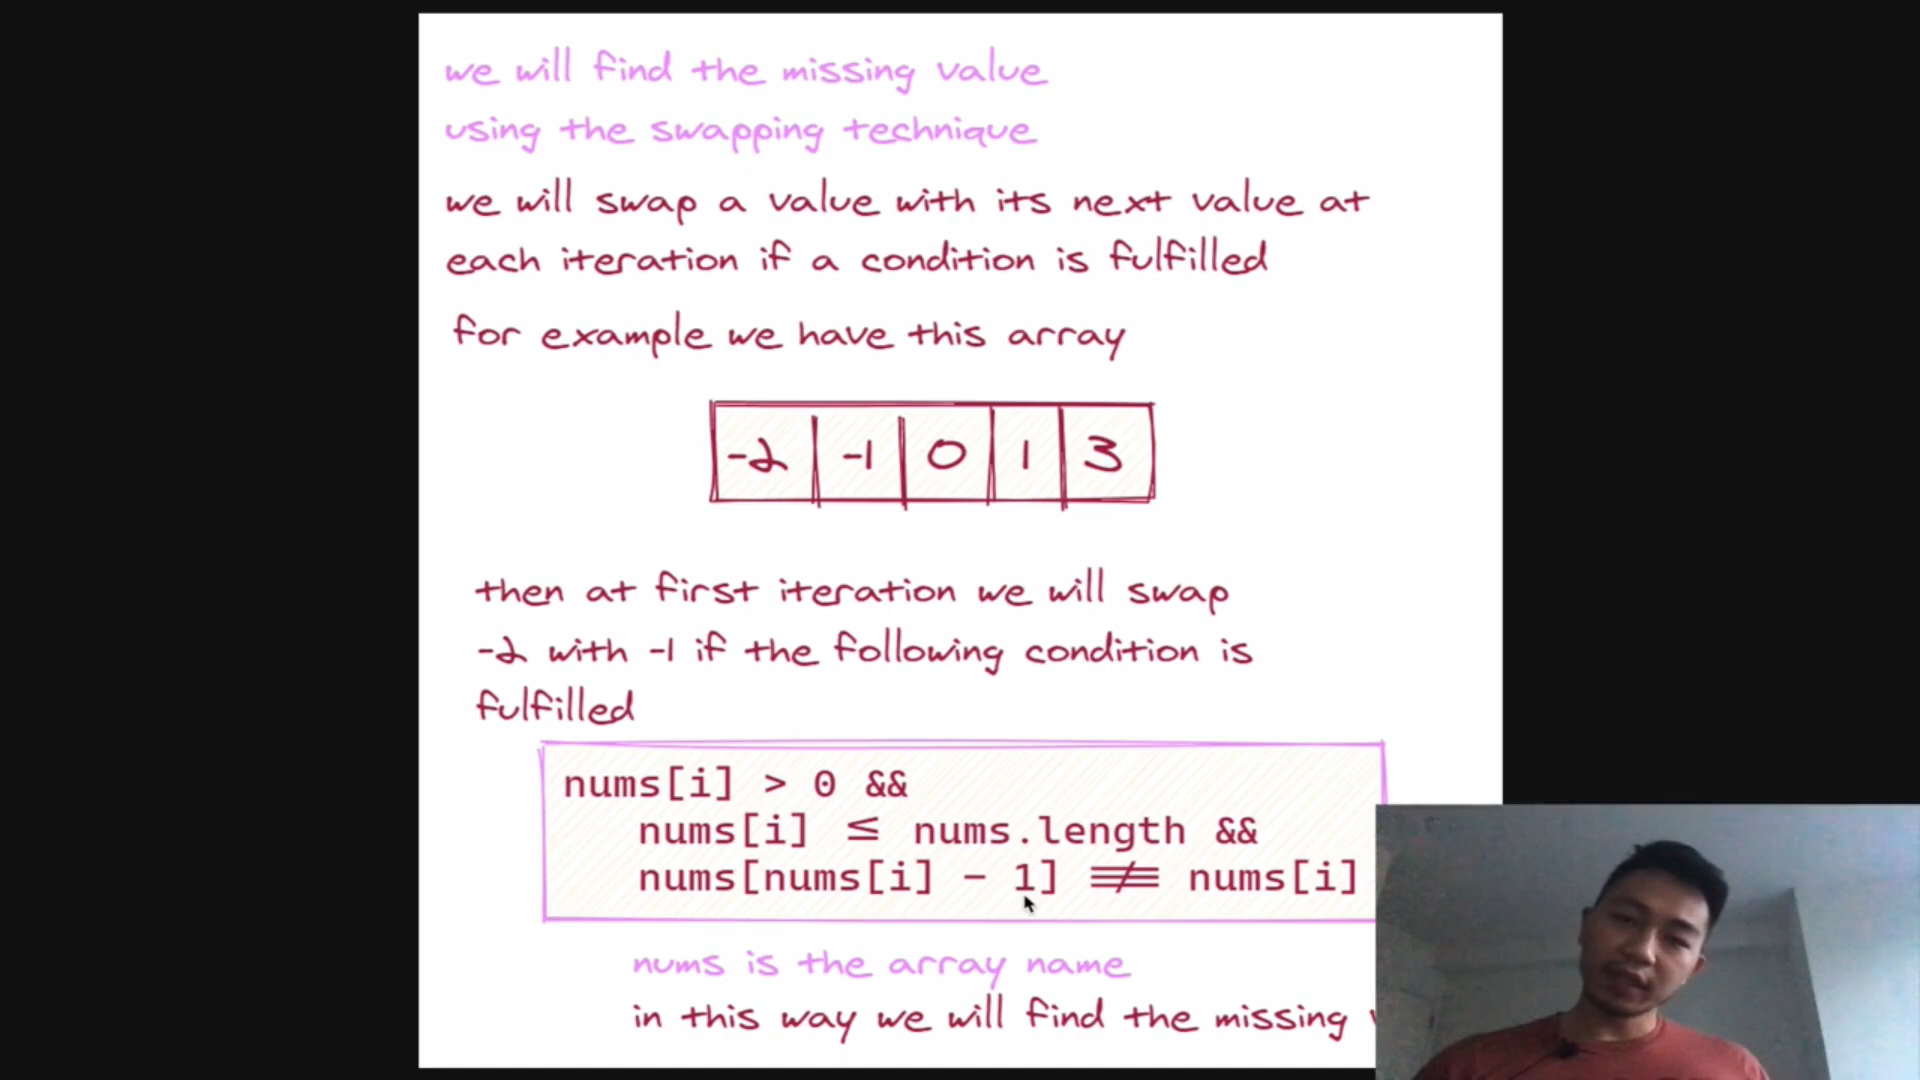 we will find the missing value
using the swapping technique
we will swap a value with its next value at
each iteration if a condition is fulfilled
for example we have this array
-2 -1 0 1 3
then at first iteration we will swap
-2 with -1 if the following condition is
fulfilled
nums[i] > 0 &&
nums[i] ≤ nums.length &&
nums[nums[i] - 1] ≢ nums[i]
nums is the array name
in this way we will find the missing